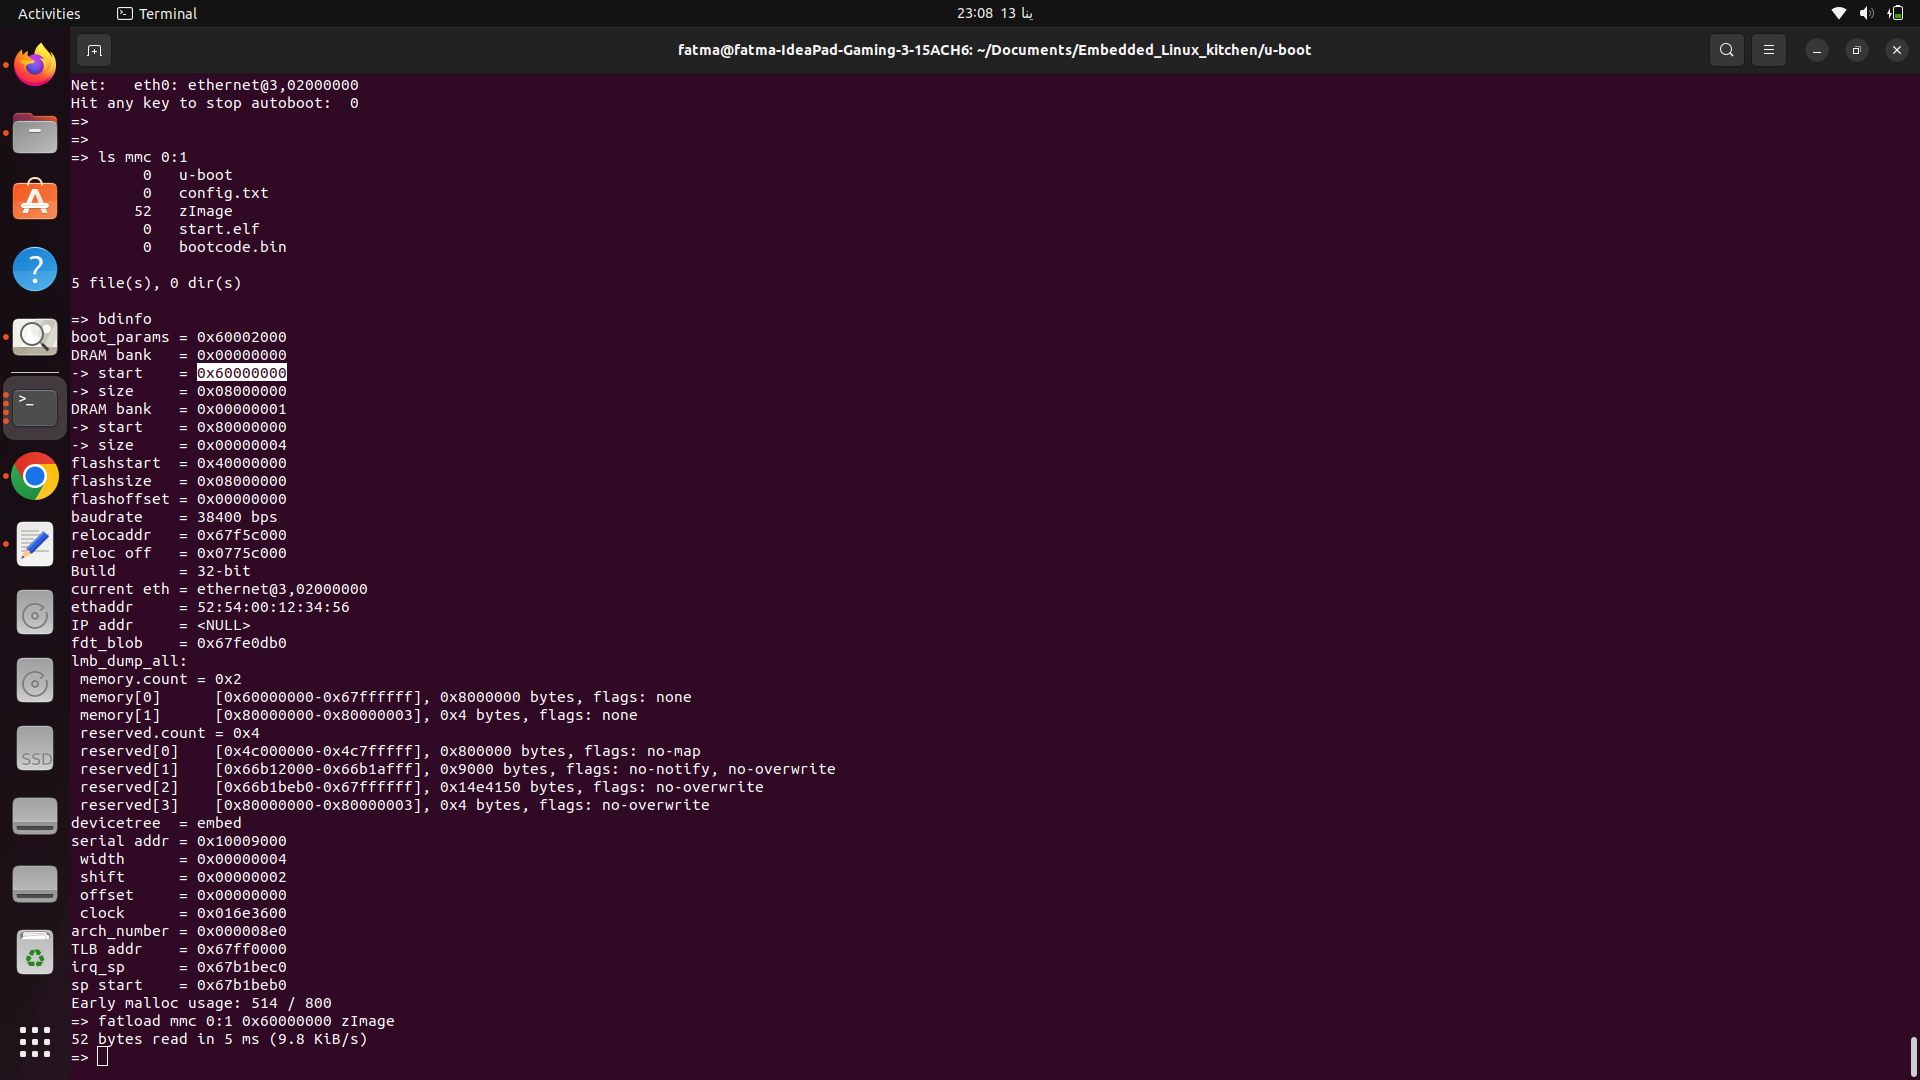 Activities
Terminal
23:08 13 ينا
fatma@fatma-IdeaPad-Gaming-3-15ACH6: ~/Documents/Embedded_Linux_kitchen/u-boot
Net:   eth0: ethernet@3,02000000
Hit any key to stop autoboot:  0
=>
=>
=> ls mmc 0:1
        0   u-boot
        0   config.txt
       52   zImage
        0   start.elf
        0   bootcode.bin
5 file(s), 0 dir(s)
=> bdinfo
boot_params = 0x60002000
DRAM bank   = 0x00000000
-> start    = 0x60000000
-> size     = 0x08000000
DRAM bank   = 0x00000001
-> start    = 0x80000000
-> size     = 0x00000004
flashstart  = 0x40000000
flashsize   = 0x08000000
flashoffset = 0x00000000
baudrate    = 38400 bps
relocaddr   = 0x67f5c000
reloc off   = 0x0775c000
Build       = 32-bit
current eth = ethernet@3,02000000
ethaddr     = 52:54:00:12:34:56
IP addr     = <NULL>
fdt_blob    = 0x67fe0db0
lmb_dump_all:
 memory.count = 0x2
 memory[0]      [0x60000000-0x67ffffff], 0x8000000 bytes, flags: none
 memory[1]      [0x80000000-0x80000003], 0x4 bytes, flags: none
 reserved.count = 0x4
 reserved[0]    [0x4c000000-0x4c7fffff], 0x800000 bytes, flags: no-map
 reserved[1]    [0x66b12000-0x66b1afff], 0x9000 bytes, flags: no-notify, no-overwrite
 reserved[2]    [0x66b1beb0-0x67ffffff], 0x14e4150 bytes, flags: no-overwrite
 reserved[3]    [0x80000000-0x80000003], 0x4 bytes, flags: no-overwrite
devicetree  = embed
serial addr = 0x10009000
 width      = 0x00000004
 shift      = 0x00000002
 offset     = 0x00000000
 clock      = 0x016e3600
arch_number = 0x000008e0
TLB addr    = 0x67ff0000
irq_sp      = 0x67b1bec0
sp start    = 0x67b1beb0
Early malloc usage: 514 / 800
=> fatload mmc 0:1 0x60000000 zImage
52 bytes read in 5 ms (9.8 KiB/s)
=>
SSD